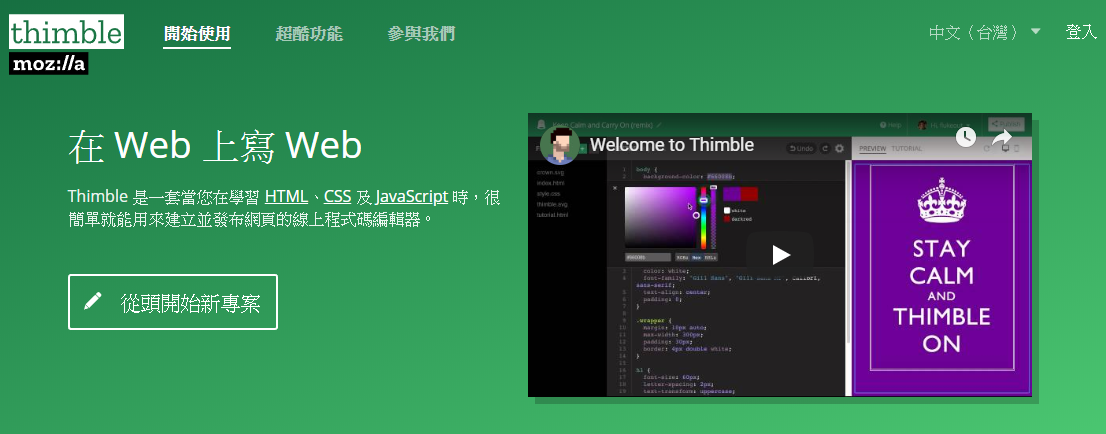 thimble
moz://a
開始使用
超酷功能
參與我們
中文（台灣）
登入
在 Web 上寫 Web
Thimble 是一套當您在學習 HTML、CSS 及 JavaScript 時，很
簡單就能用來建立並發布網頁的線上程式碼編輯器。
從頭開始新專案
Keep Calm and Carry On (remix)
Help
Publish
Welcome to Thimble
Undo
PREVIEW
TUTORIAL
crown.svg
index.html
style.css
thimble.svg
tutorial.html
1 body {
2 background-color:
white
darkred
3 color: white;
4 font-family: "Gill Sans",
sans-serif;
5 text-align: center;
6 padding: 0;
7 }
8
9 .wrapper {
10 margin: 10px auto;
11 max-width: 300px;
12 padding: 30px;
13 border: 6px double white;
14 }
15
16 h1 {
17 font-size: 60px;
18 letter-spacing: 2px;
19 text-transform: uppercase;
STAY
CALM
AND
THIMBLE
ON